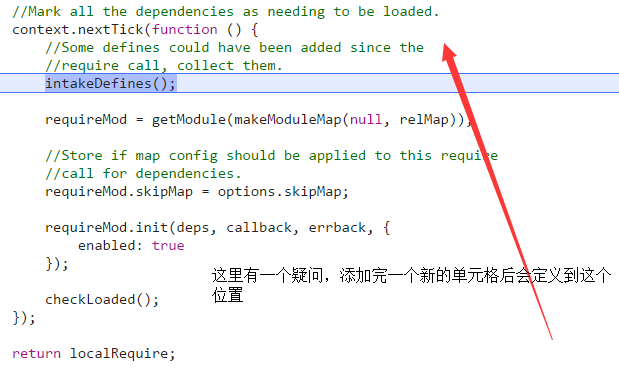 //Mark all the dependencies as needing to be loaded.
context.nextTick(function () {
//Some defines could have been added since the
//require call, collect them.
intakeDefines();
requireMod = getModule(makeModuleMap(null, relMap));
//Store if map config should be applied to this require
//call for dependencies.
requireMod.skipMap = options.skipMap;
requireMod.init(deps, callback, errback, {
enabled: true
});
这里有一个疑问，添加完一个新的单元格后会定义到这个
位置
checkLoaded();
});
return localRequire;